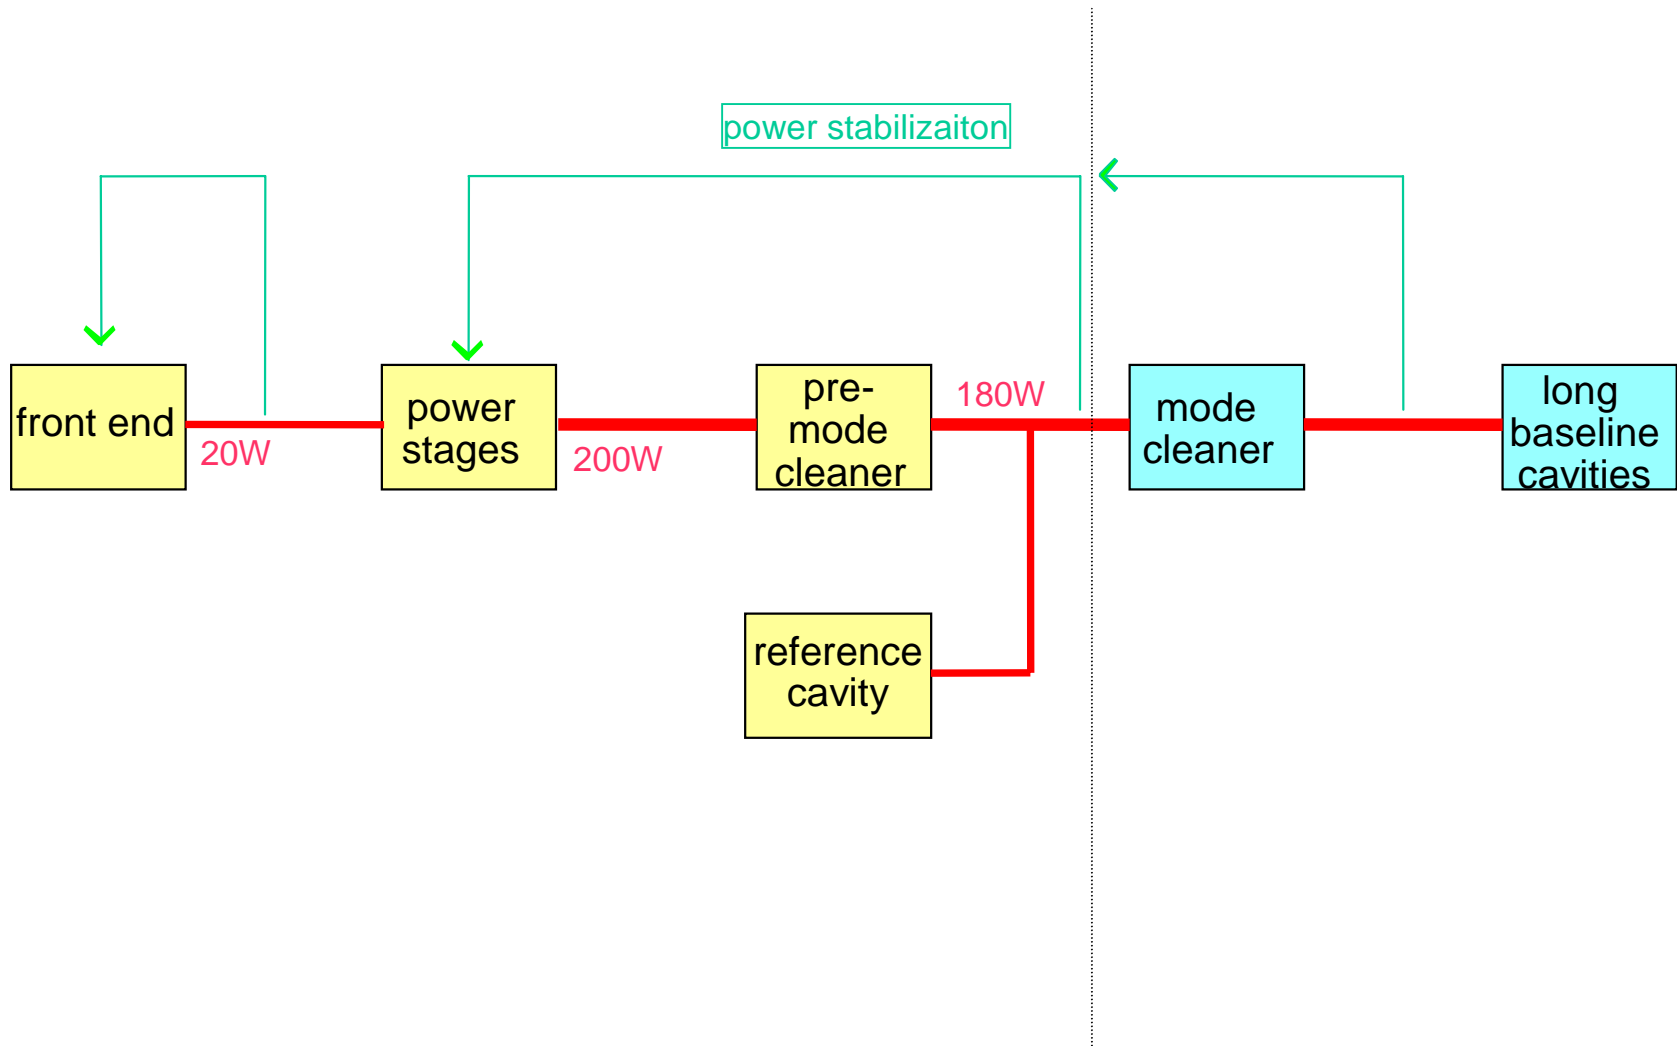 power stabilizaiton
front end
20W
power
stages
200W
pre-
mode
cleaner
180W
mode
cleaner
long
baseline
cavities
reference
cavity